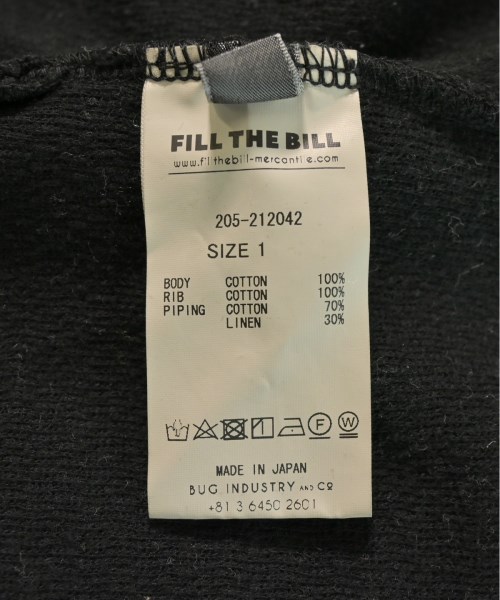 FILL THE BILL
www.fillthebill-mercantile.com
205-212042
SIZE 1
BODY COTTON 100%
RIB COTTON 100%
PIPING COTTON 70%
LINEN 30%
F W
MADE IN JAPAN
BUG INDUSTRY AND CO
+81 3 6450 2601